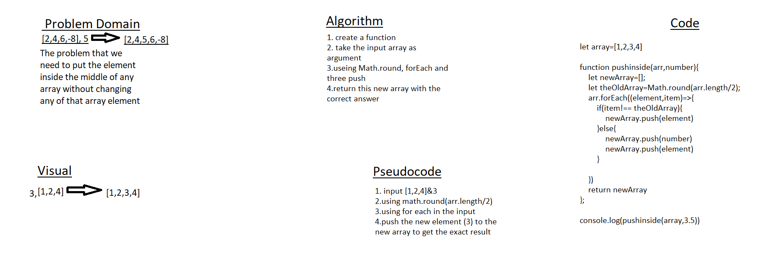 Problem Domain
[2,4,6,-8], 5 [2,4,5,6,-8]
The problem that we
need to put the element
inside the middle of any
array without changing
any of that array element
Visual
3,[1,2,4] [1,2,3,4]
Algorithm
1. create a function
2. take the input array as
argument
3.useing Math.round, forEach and
three push
4.return this new array with the
correct answer
Pseudocode
1. input [1,2,4]&3
2.using math.round(arr.length/2)
3.using for each in the input
4.push the new element (3) to the
new array to get the exact result
Code
let array=[1,2,3,4]
function pushinside(arr,number){
let newArray=[];
let theOldArray=Math.round(arr.length/2);
arr.forEach((element,item)=>{
if(item!== theOldArray){
newArray.push(element)
}else{
newArray.push(number)
newArray.push(element)
}
})
return newArray
};
console.log(pushinside(array,3.5))